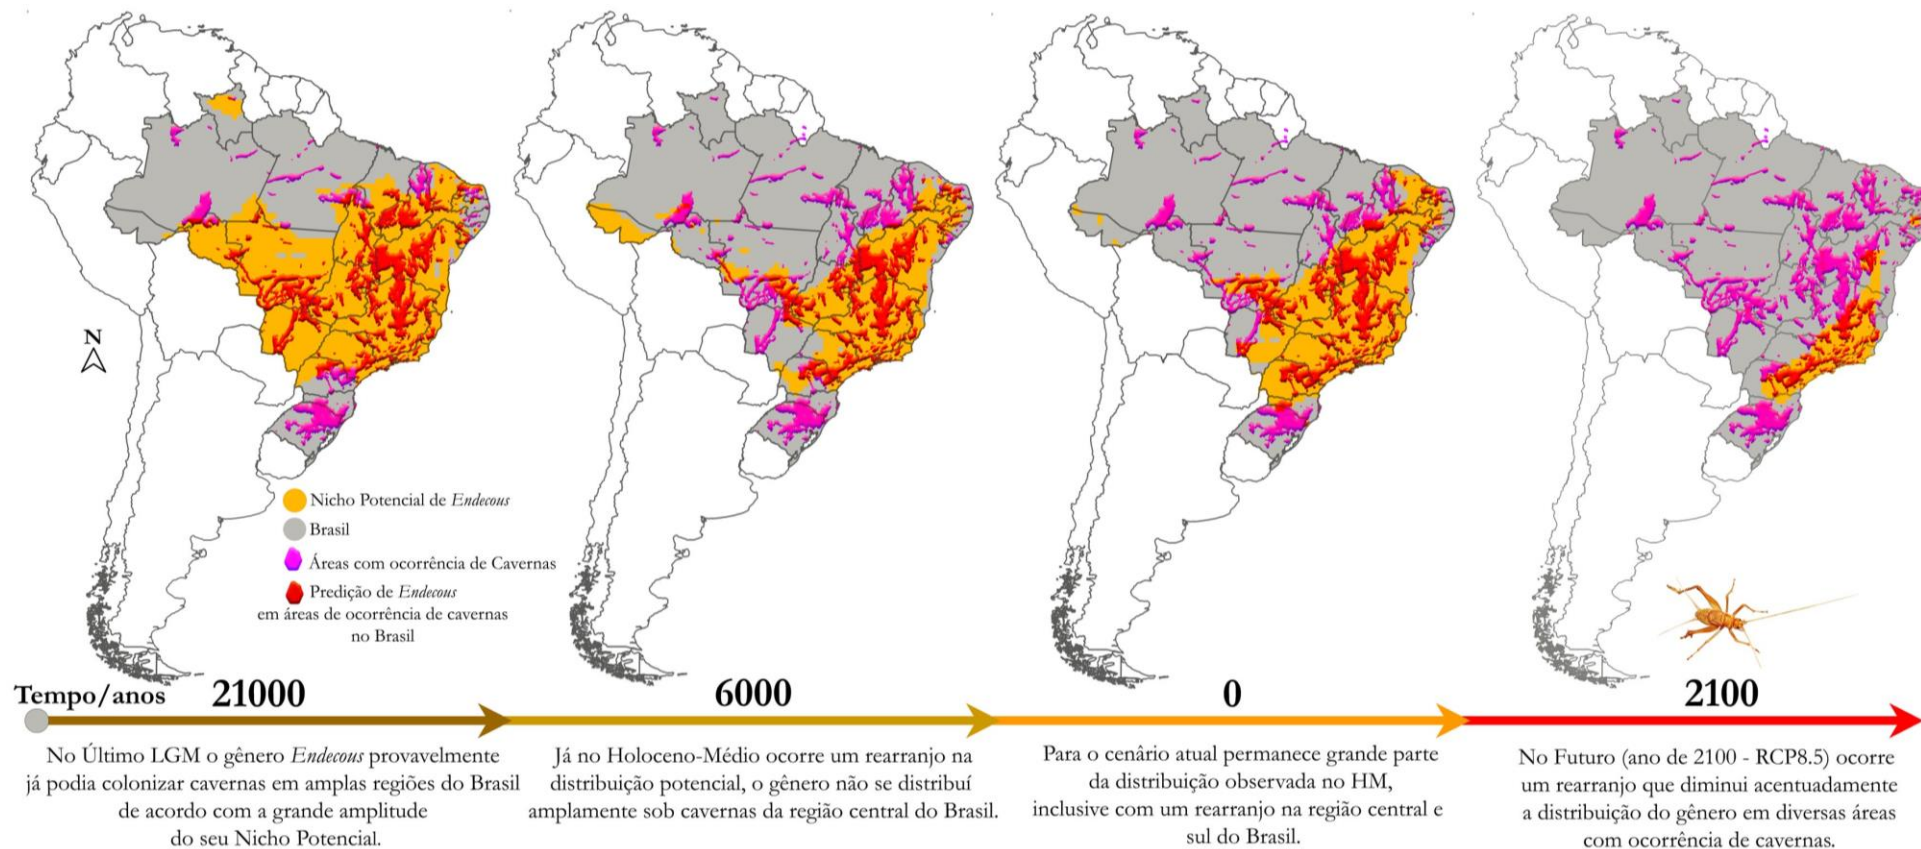 N
Nicho Potencial de Endecous
Brasil
Áreas com ocorrência de Cavernas
Predição de Endecous
em áreas de ocorrência de cavernas
no Brasil
Tempo/anos
21000
6000
0
2100
No Último LGM o gênero Endecous provavelmente
já podia colonizar cavernas em amplas regiões do Brasil
de acordo com a grande amplitude
do seu Nicho Potencial.
Já no Holoceno-Médio ocorre um rearranjo na
distribuição potencial, o gênero não se distribuí
amplamente sob cavernas da região central do Brasil.
Para o cenário atual permanece grande parte
da distribuição observada no HM,
inclusive com um rearranjo na região central e
sul do Brasil.
No Futuro (ano de 2100 - RCP8.5) ocorre
um rearranjo que diminui acentuadamente
a distribuição do gênero em diversas áreas
com ocorrência de cavernas.